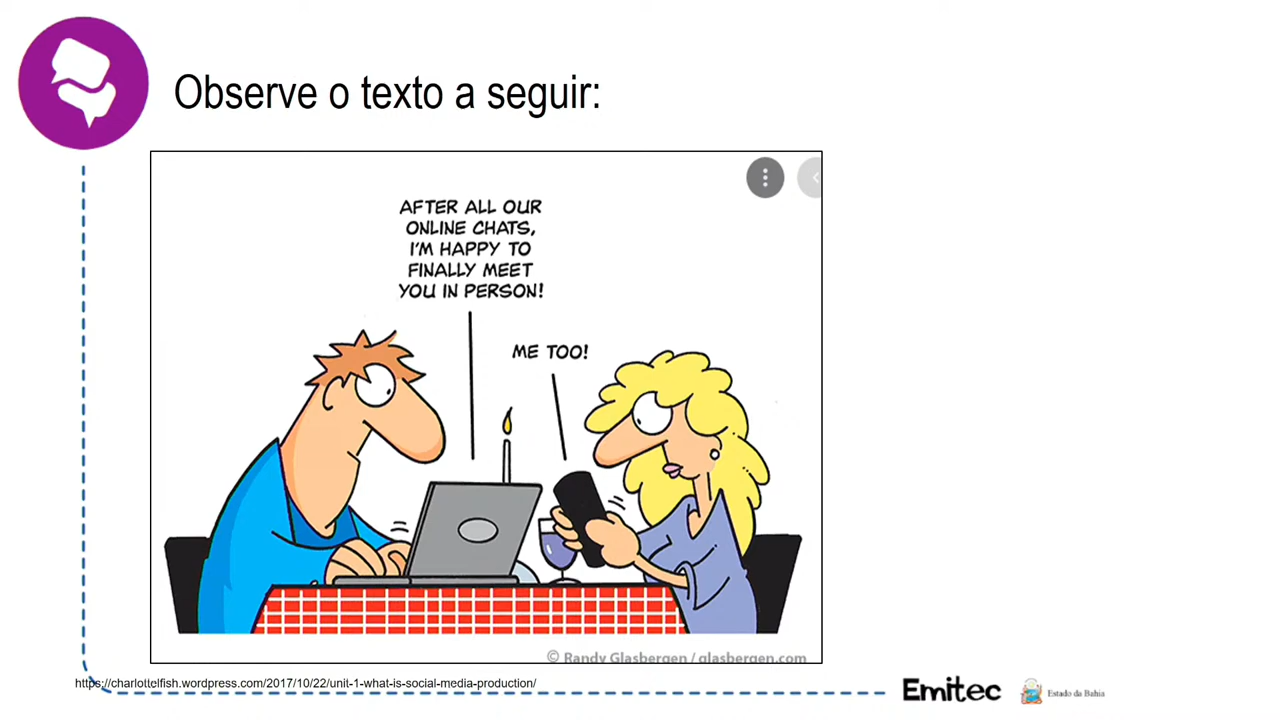 Observe o texto a seguir:
AFTER ALL OUR
ONLINE CHATS,
I'M HAPPY TO
FINALLY MEET
YOU IN PERSON!
ME TOO!
© Randy Glasbergen / glasbergen.com
https://charlottelfish.wordpress.com/2017/10/22/unit-1-what-is-social-media-production/
Emitec
Estado da Bahia